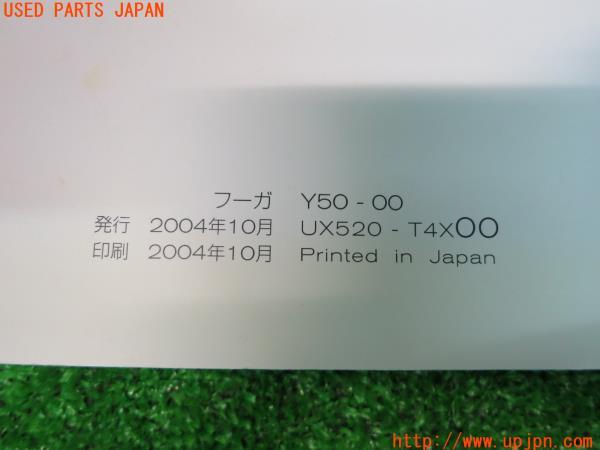 USED PARTS JAPAN
フーガ Y50 - 00
発行 2004年10月 UX520 - T4X00
印刷 2004年10月 Printed in Japan
http://www.upjpn.com/